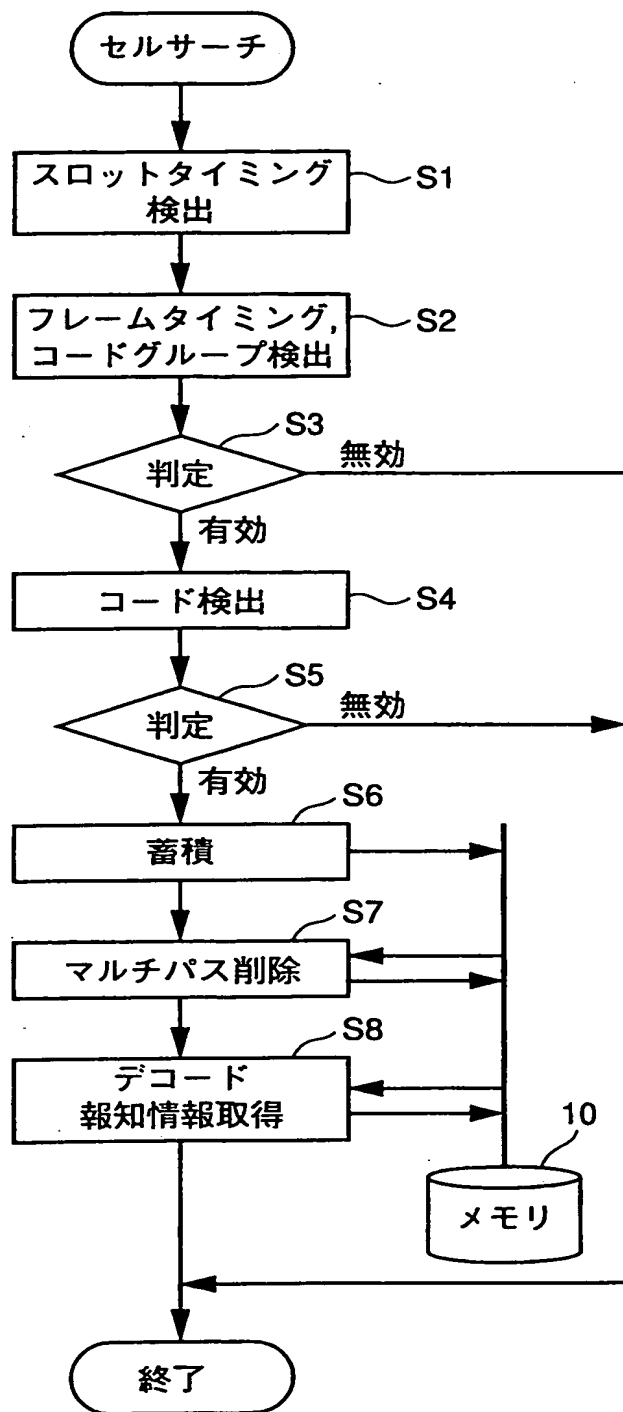 セルサーチ
スロットタイミング
検出
S1
フレームタイミング,
コードグループ検出
S2
S3
判定
無効
有効
コード検出
S4
S5
判定
無効
有効
S6
蓄積
S7
マルチパス削除
S8
デコード
報知情報取得
10
メモリ
終了